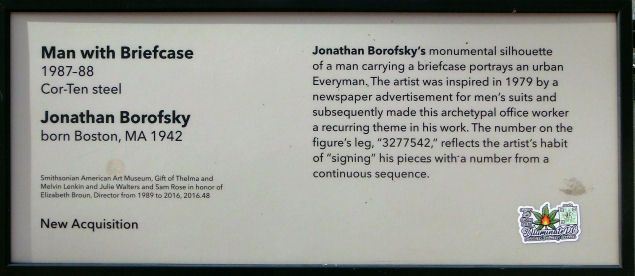 Man with Briefcase
1987-88
Cor-Ten steel
Jonathan Borofsky
born Boston, MA 1942
Smithsonian American Art Museum, Gift of Thelma and
Melvin Lenkin and Julie Walters and Sam Rose in honor of
Elizabeth Broun, Director from 1989 to 2016, 2016.48
New Acquisition
Jonathan Borofsky's monumental silhouette
of a man carrying a briefcase portrays an urban
Everyman. The artist was inspired in 1979 by a
newspaper advertisement for men's suits and
subsequently made this archetypal office worker
a recurring theme in his work. The number on the
figure's leg, "3277542," reflects the artist's habit
of "signing" his pieces with a number from a
continuous sequence.